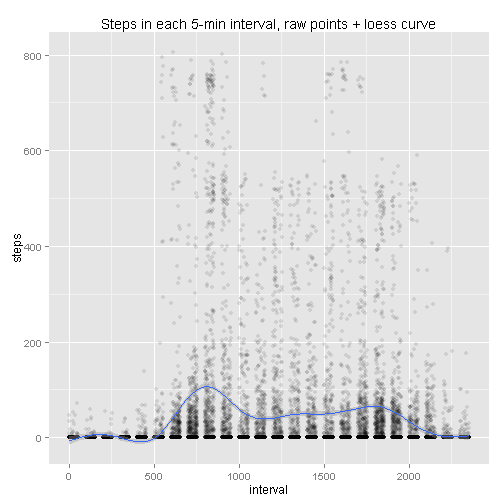 Steps in each 5-min interval, raw points + loess curve
800
600
400
200
0
steps
0 500 1000 1500 2000
interval